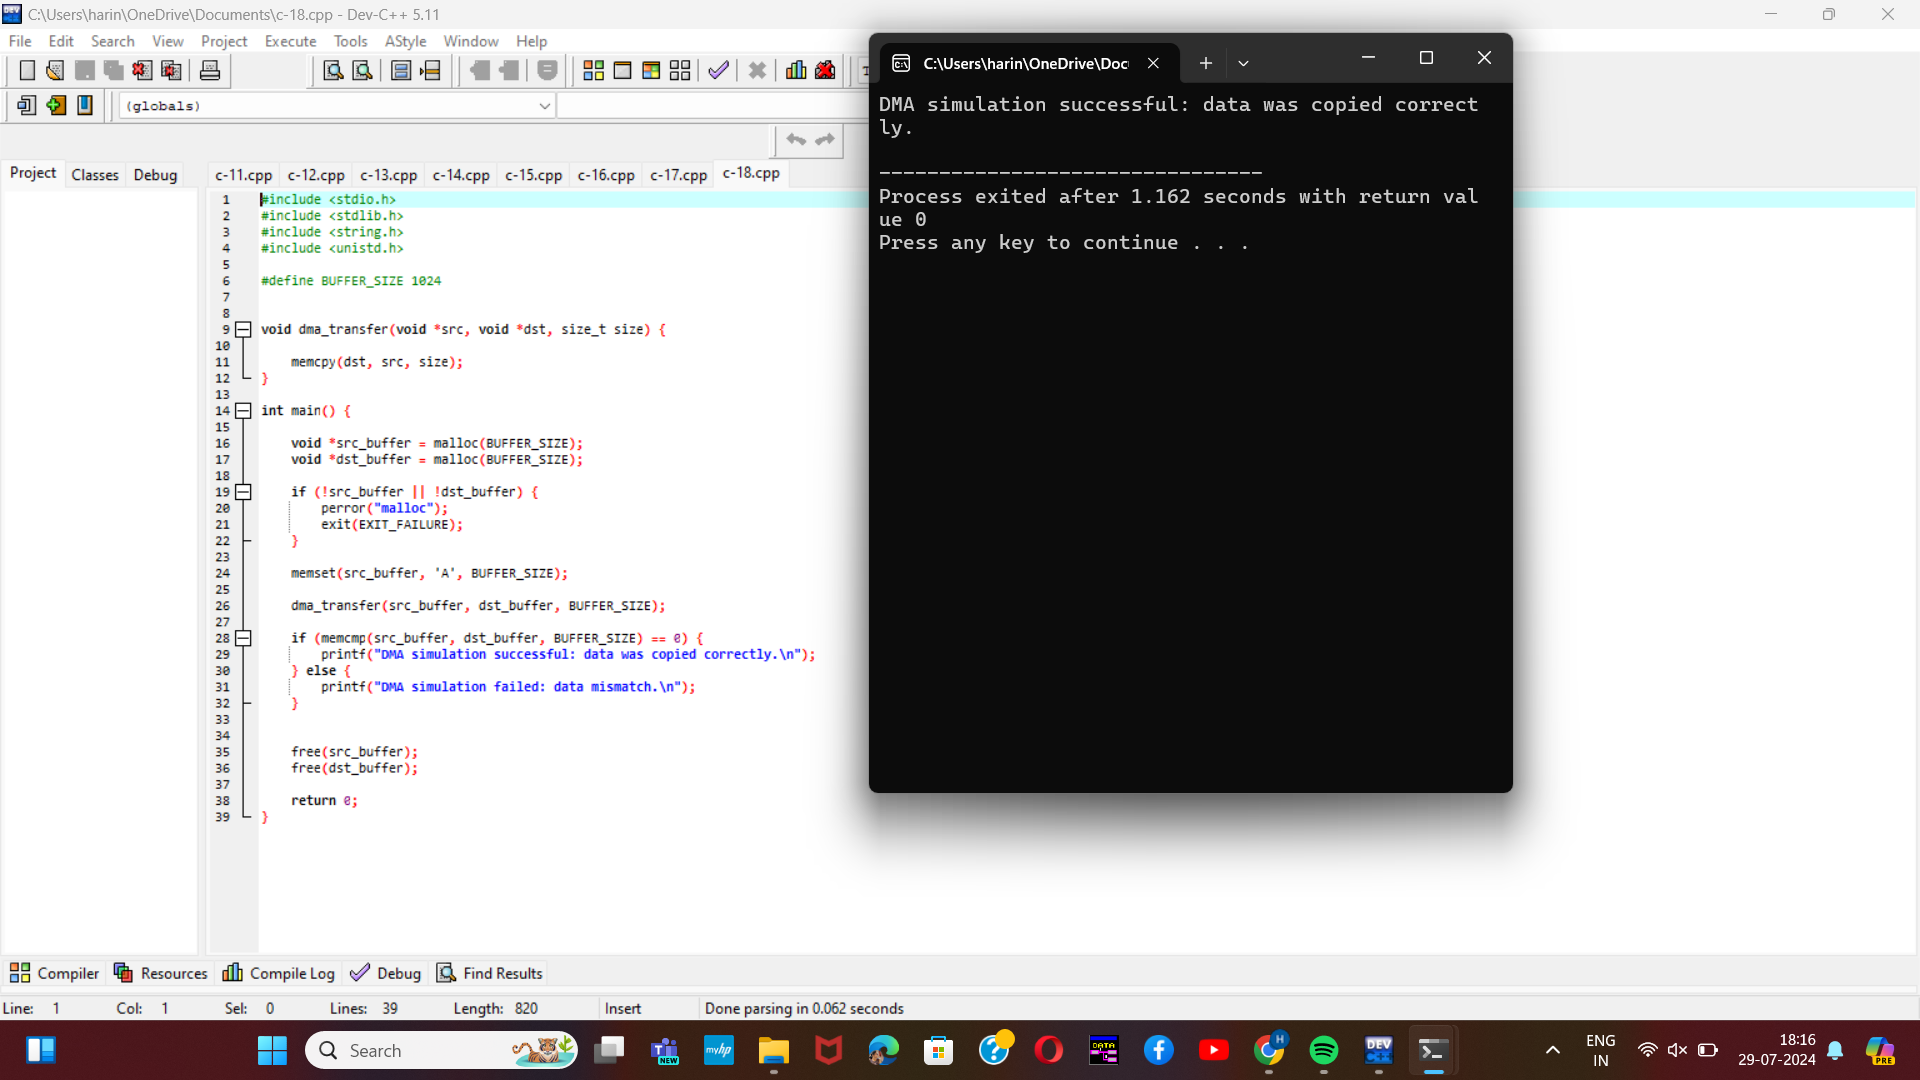 C:\Users\harin\OneDrive\Documents\c-18.cpp - Dev-C++ 5.11
File Edit Search View Project Execute Tools AStyle Window Help
(globals)
Project Classes Debug
c-11.cpp c-12.cpp c-13.cpp c-14.cpp c-15.cpp c-16.cpp c-17.cpp c-18.cpp
1 #include <stdio.h>
2 #include <stdlib.h>
3 #include <string.h>
4 #include <unistd.h>
5
6 #define BUFFER_SIZE 1024
7
8
9 void dma_transfer(void *src, void *dst, size_t size) {
10
11 memcpy(dst, src, size);
12 }
13
14 int main() {
15
16 void *src_buffer = malloc(BUFFER_SIZE);
17 void *dst_buffer = malloc(BUFFER_SIZE);
18
19 if (!src_buffer || !dst_buffer) {
20 perror("malloc");
21 exit(EXIT_FAILURE);
22 }
23
24 memset(src_buffer, 'A', BUFFER_SIZE);
25
26 dma_transfer(src_buffer, dst_buffer, BUFFER_SIZE);
27
28 if (memcmp(src_buffer, dst_buffer, BUFFER_SIZE) == 0) {
29 printf("DMA simulation successful: data was copied correctly.\n");
30 } else {
31 printf("DMA simulation failed: data mismatch.\n");
32 }
33
34
35 free(src_buffer);
36 free(dst_buffer);
37
38 return 0;
39 }
C:\Users\harin\OneDrive\Doc
DMA simulation successful: data was copied correct
ly.
--------------------------------
Process exited after 1.162 seconds with return val
ue 0
Press any key to continue . . .
Compiler Resources Compile Log Debug Find Results
Line: 1 Col: 1 Sel: 0 Lines: 39 Length: 820 Insert Done parsing in 0.062 seconds
Search
NEW
myhp
DATA
DEV
H
ENG
IN
18:16
29-07-2024
PRE